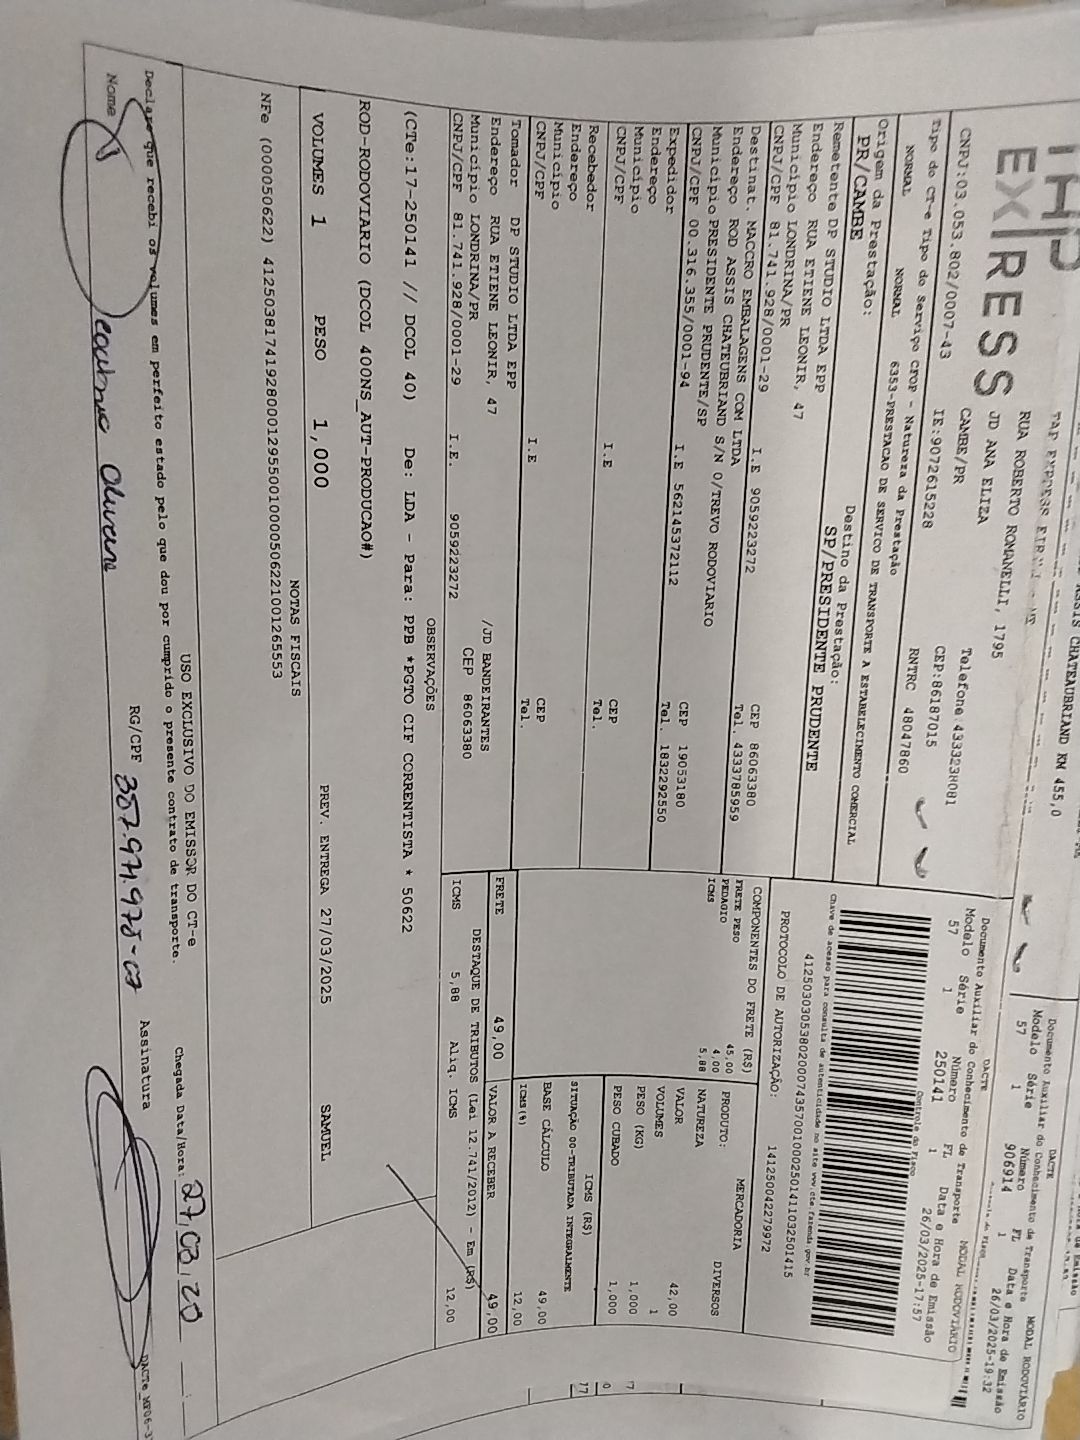 ASSIS CHATEAUBRIAND KM 455,0
DACTE
Documento Auxiliar do Conhecimento de Transporte MODAL RODOVIÁRIO
Modelo Série Número FL Data e Hora de Emissão
57 1 906914 1 26/03/2025-19:32
EX RESS
RUA ROBERTO ROMANELLI, 1795
JD ANA ELIZA
CAMBE/PR
Telefone:4333238081
CNPJ:03.053.802/0007-43
IE:9072615228
CEP:86187015
RNTRC 48047860
DACTE
Documento Auxiliar do Conhecimento de Transporte MODAL RODOVIÁRIO
Modelo Série Número FL Data e Hora de Emissão
57 1 250141 1 26/03/2025-17:57
Controle do Fisco
Tipo do CT-e Tipo do Serviço CFOP - Natureza da Prestação
NORMAL NORMAL 6353-PRESTACAO DE SERVICO DE TRANSPORTE A ESTABELECIMENTO COMERCIAL
Chave de acesso para consulta de autenticidade no site www.cte.fazenda.gov.br
41250303053802000743570010002501411032501415
Origem da Prestação: Destino da Prestação:
PR/CAMBE SP/PRESIDENTE PRUDENTE
PROTOCOLO DE AUTORIZAÇÃO: 141250042279972
Remetente DP STUDIO LTDA EPP
Endereço RUA ETIENE LEONIR, 47
Município LONDRINA/PR CEP 86063380
CNPJ/CPF 81.741.928/0001-29 I.E 9059223272 Tel. 4333785959
Destinat. MACCRO EMBALAGENS COM LTDA
Endereço ROD ASSIS CHATEUBRIAND S/N 0/TREVO RODOVIARIO
Município PRESIDENTE PRUDENTE/SP CEP 19053180
CNPJ/CPF 00.316.355/0001-94 I.E 562145372112 Tel. 1832292550
Expedidor
Endereço
Município CEP
CNPJ/CPF I.E Tel.
Recebedor
Endereço
Município CEP
CNPJ/CPF I.E Tel.
Tomador DP STUDIO LTDA EPP
Endereço RUA ETIENE LEONIR, 47 /JD BANDEIRANTES
Município LONDRINA/PR CEP 86063380
CNPJ/CPF 81.741.928/0001-29 I.E. 9059223272
COMPONENTES DO FRETE (R$)
FRETE PESO 45,00
PEDAGIO 4,00
ICMS 5,88
PRODUTO: MERCADORIA
NATUREZA DIVERSOS
VALOR 42,00
VOLUMES 1
PESO (KG) 1,000
PESO CUBADO 1,000
ICMS (R$)
SITUAÇÃO 00-TRIBUTADA INTEGRALMENTE
BASE CÁLCULO 49,00
ICMS(%) 12,00
FRETE 49,00 VALOR A RECEBER 49,00
DESTAQUE DE TRIBUTOS (Lei 12.741/2012) - Em (R$)
ICMS 5,88 Aliq. ICMS 12,00
OBSERVAÇÕES
(CTe:17-250141 // DCOL 40) De: LDA - Para: PPB *PGTO CIF CORRENTISTA * 50622
ROD-RODOVIARIO (DCOL 400NS_AUT-PRODUCAO#)
VOLUMES 1 PESO 1,000 PREV. ENTREGA 27/03/2025 SAMUEL
NOTAS FISCAIS
NFe (000050622) 41250381741928000129550010000506221001265553
USO EXCLUSIVO DO EMISSOR DO CT-e
Declaro que recebi os volumes em perfeito estado pelo que dou por cumprido o presente contrato de transporte. Chegada Data/Hora:
Nome RG/CPF Assinatura